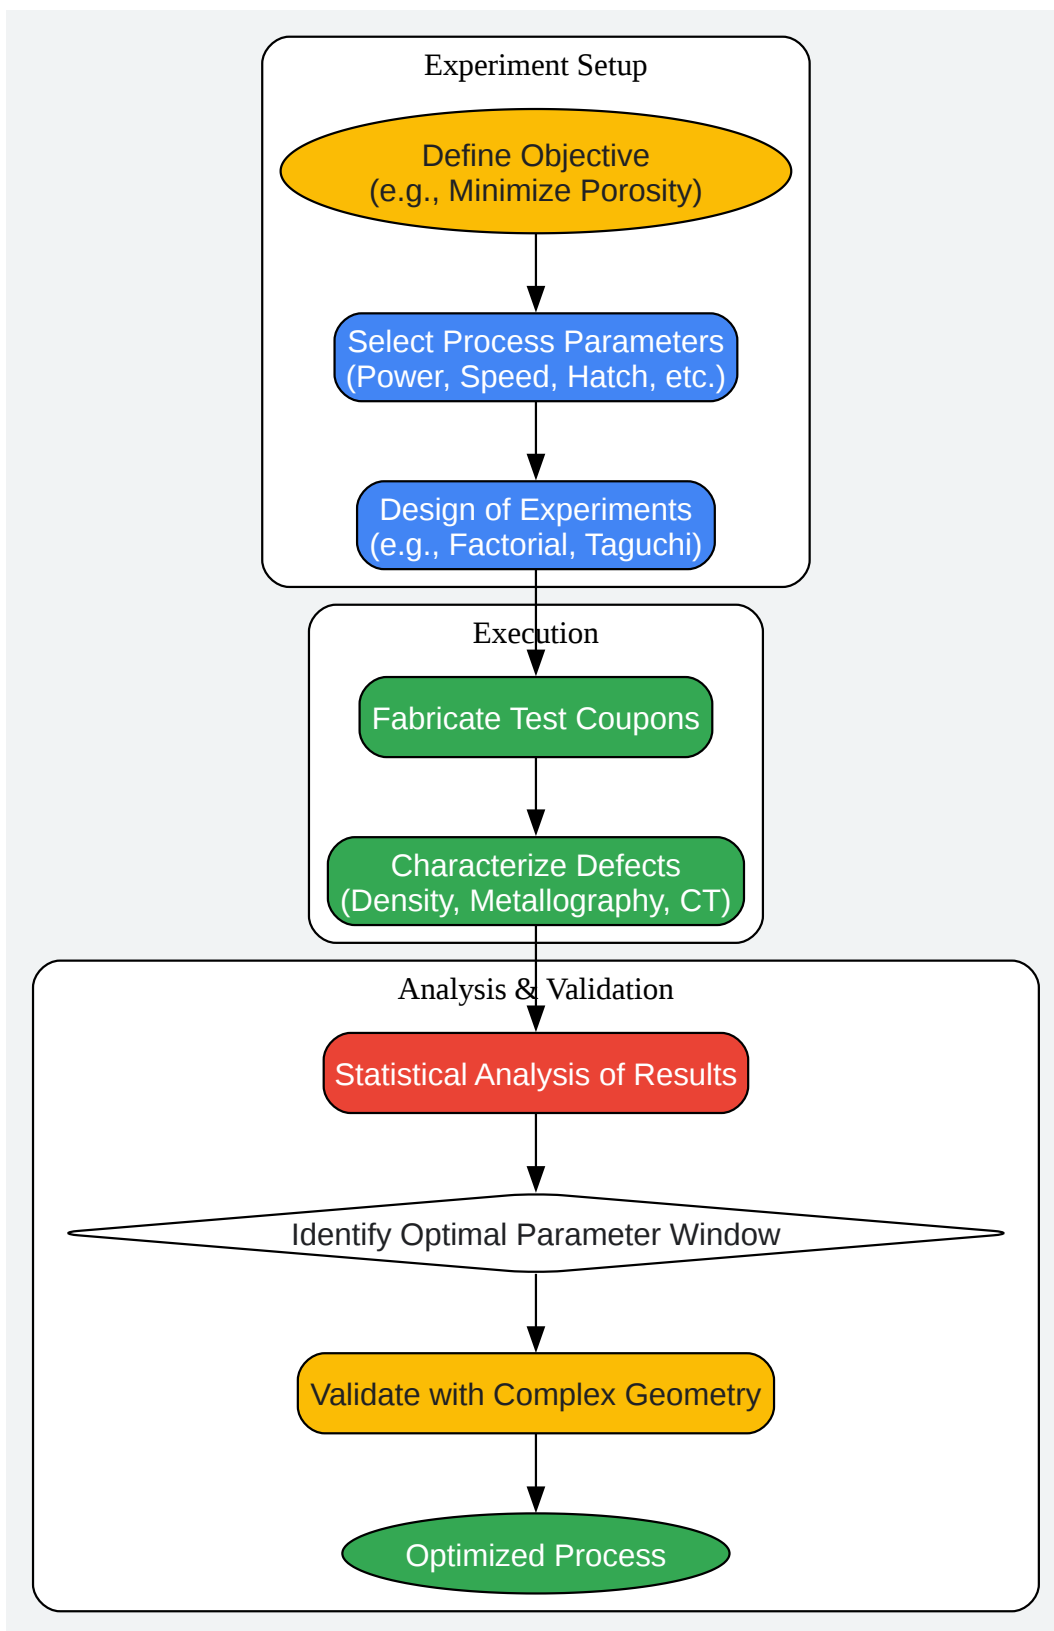 Experiment Setup
Define Objective
(e.g., Minimize Porosity)
Select Process Parameters
(Power, Speed, Hatch, etc.)
Design of Experiments
(e.g., Factorial, Taguchi)
Execution
Fabricate Test Coupons
Characterize Defects
(Density, Metallography, CT)
Analysis & Validation
Statistical Analysis of Results
Identify Optimal Parameter Window
Validate with Complex Geometry
Optimized Process